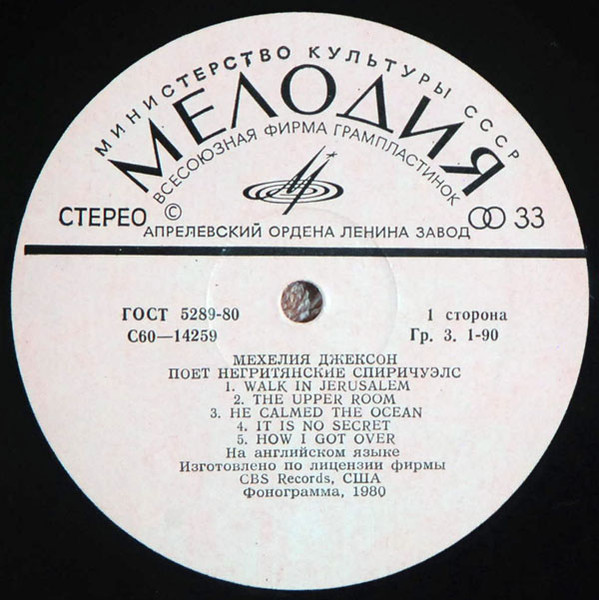 МИНИСТЕРСТВО КУЛЬТУРЫ СССР
МЕЛОДИЯ
ВСЕСОЮЗНАЯ ФИРМА ГРАМПЛАСТИНОК
СТЕРЕО © 33
АПРЕЛЕВСКИЙ ОРДЕНА ЛЕНИНА ЗАВОД
ГОСТ 5289-80 1 сторона
С60—14259 Гр. 3. 1-90
МЕХЕЛИЯ ДЖЕКСОН
ПОЕТ НЕГРИТЯНСКИЕ СПИРИЧУЭЛС
1. WALK IN JERUSALEM
2. THE UPPER ROOM
3. HE CALMED THE OCEAN
4. IT IS NO SECRET
5. HOW I GOT OVER
На английском языке
Изготовлено по лицензии фирмы
CBS Records, США
Фонограмма, 1980